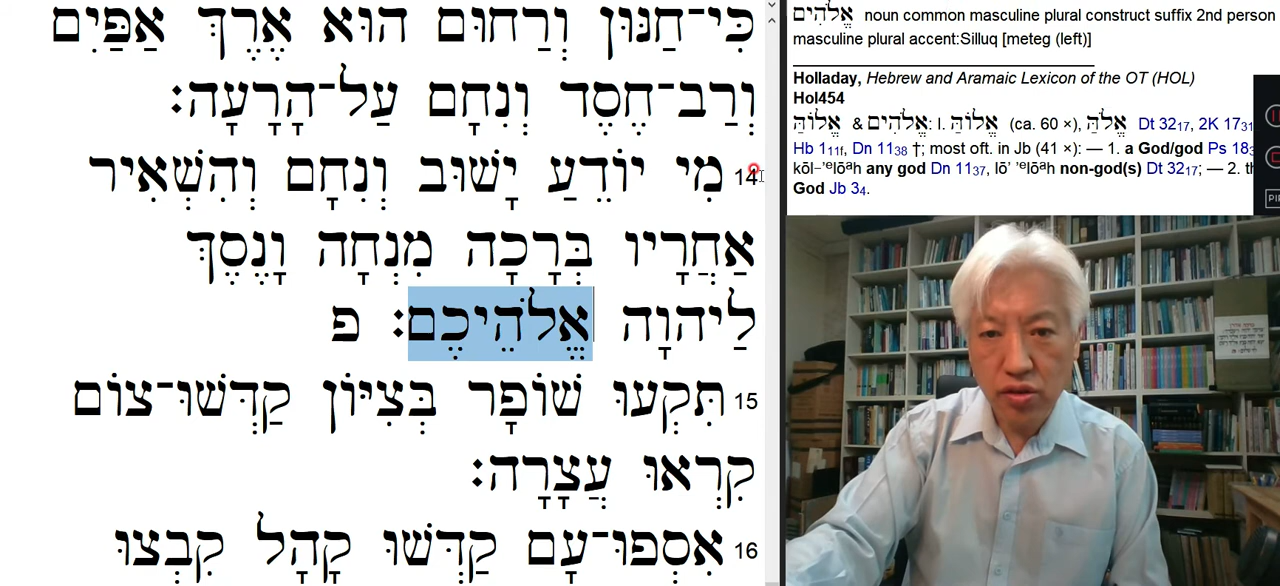 כִּי־חַנּוּן וְרַחוּם הוּא אֶרֶךְ אַפַּיִם
וְרַב־חֶסֶד וְנִחָם עַל־הָרָעָה׃
14 מִי יוֹדֵעַ יָשׁוּב וְנִחָם וְהִשְׁאִיר
אַחֲרָיו בְּרָכָה מִנְחָה וָנֶסֶךְ
לַיהוָה אֱלֹהֵיכֶם׃ פ
15 תִּקְעוּ שׁוֹפָר בְּצִיּוֹן קַדְּשׁוּ־צוֹם
קִרְאוּ עֲצָרָה׃
16 אִסְפוּ־עָם קַדְּשׁוּ קָהָל קִבְצוּ
אֱלֹהִים noun common masculine plural construct suffix 2nd person
masculine plural accent:Silluq [meteg (left)]
Holladay, Hebrew and Aramaic Lexicon of the OT (HOL)
Hol454
אֱלוֹהַּ & אֱלֹהִים: I. אֱלוֹהַּ (ca. 60 ×), אֱלֹהַּ Dt 32₁₇, 2K 17₃₁
Hb 1₁₁f, Dn 11₃₈ †; most oft. in Jb (41 ×): — 1. a God/god Ps 18₃
kōl–ʾᵉlôₐh any god Dn 11₃₇, lōʾ ʾᵉlōₐh non-god(s) Dt 32₁₇; — 2. th
God Jb 3₄.